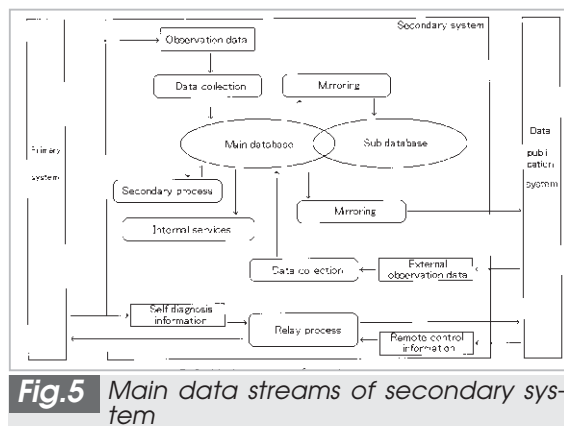 Secondary system
Observation data
Data collection
Mirroring
Main database
Sub database
Data
publication
system
Primary
system
Secondary process
Mirroring
Internal services
Data collection
External
observation data
Self diagnosis
information
Relay process
Remote control
information
Fig.5 Main data streams of secondary sys-
tem